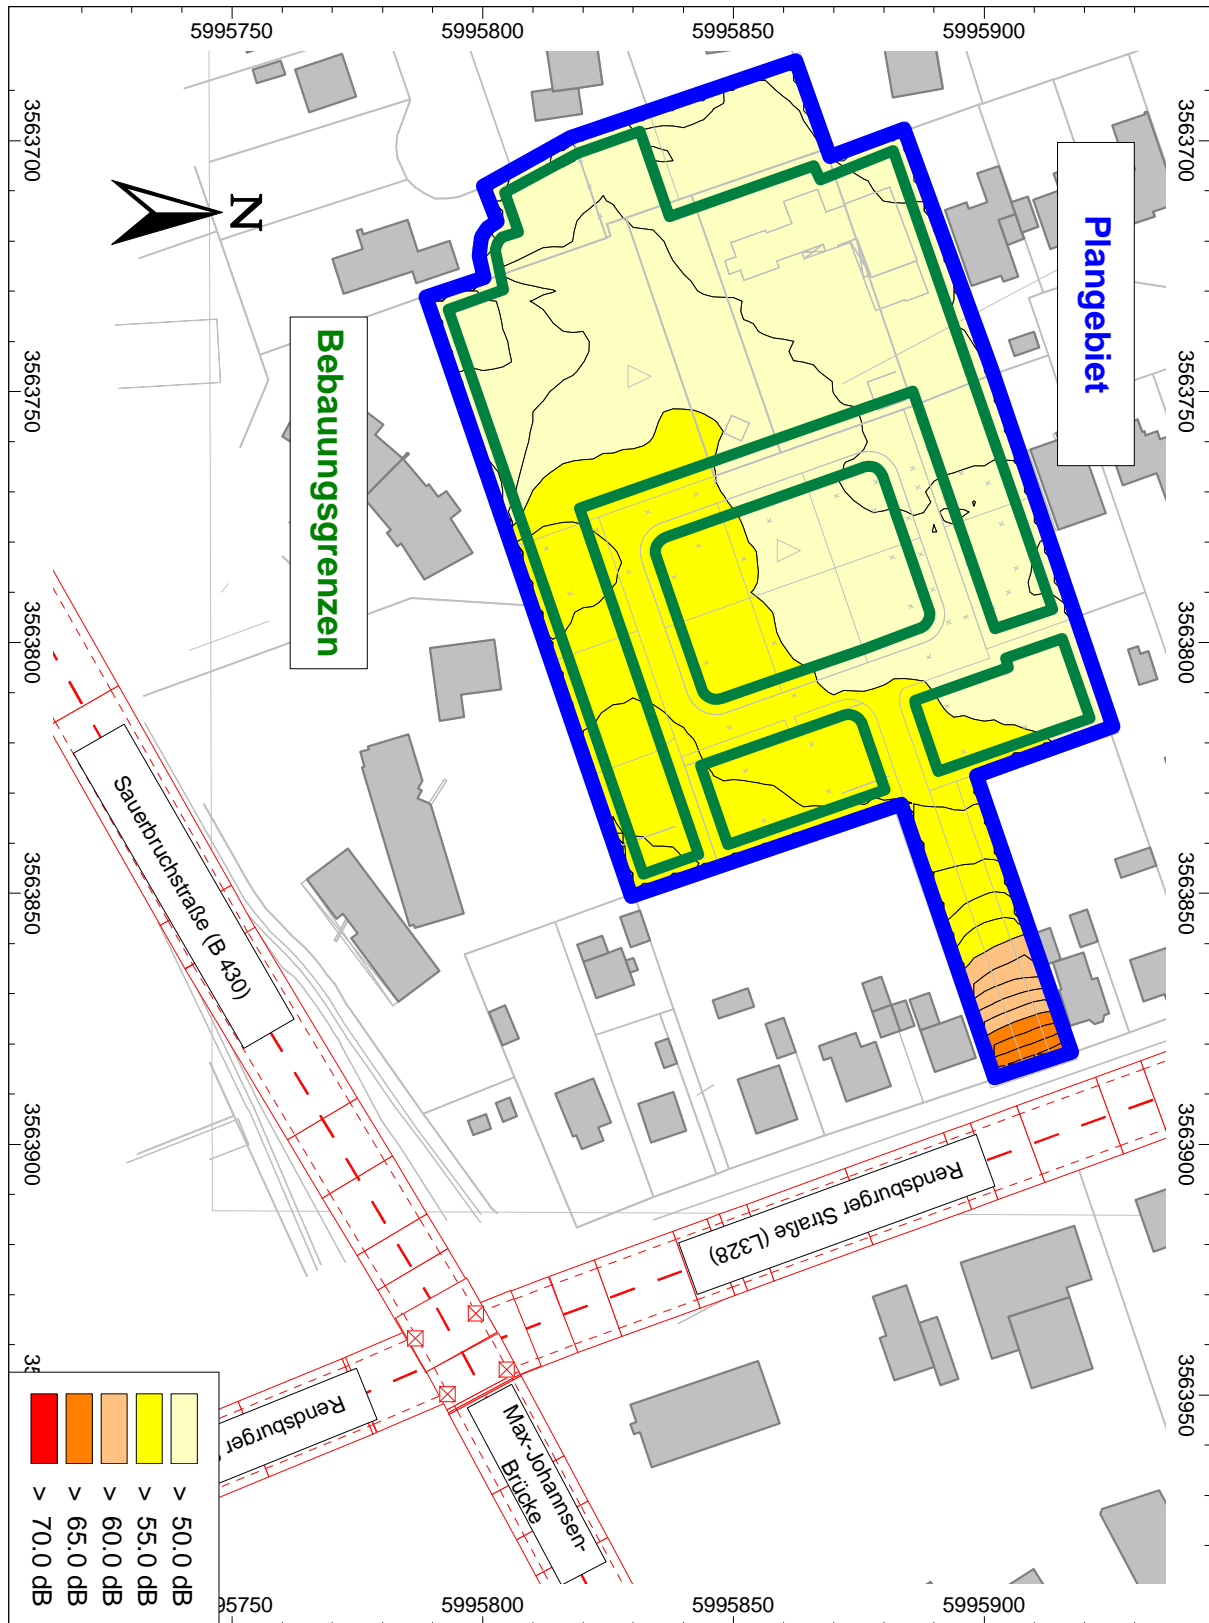 5995750
5995800
5995850
5995900
3563700
3563750
3563800
3563850
3563900
35
3563700
3563750
3563800
3563850
3563900
3563950
5995750
5995800
5995850
5995900
N
Plangebiet
Bebauungsgrenzen
Sauerbruchstraße (B 430)
Rendsburger Straße (L328)
Rendsburger
Max-Johannsen-
Brücke
> 50.0 dB
> 55.0 dB
> 60.0 dB
> 65.0 dB
> 70.0 dB